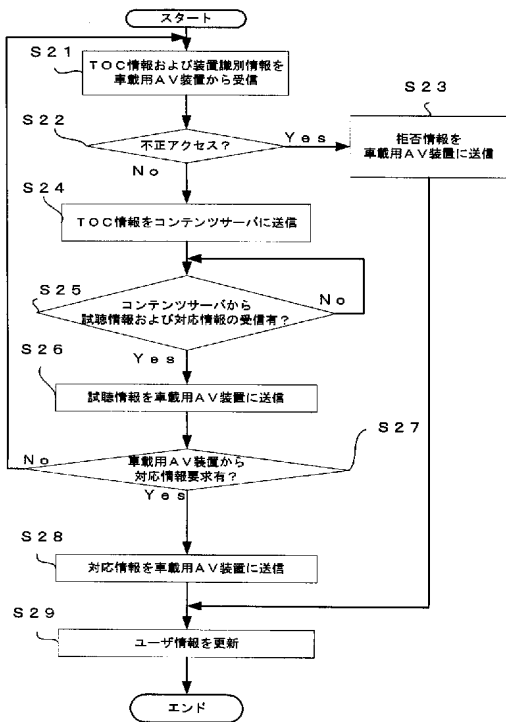 スタート
S21
TOC情報および装置識別情報を
車載用AV装置から受信
S22
不正アクセス?
Yes
S23
拒否情報を
車載用AV装置に送信
No
S24
TOC情報をコンテンツサーバに送信
S25
コンテンツサーバから
試聴情報および対応情報の受信有?
No
Yes
S26
試聴情報を車載用AV装置に送信
S27
No
車載用AV装置から
対応情報要求有?
Yes
S28
対応情報を車載用AV装置に送信
S29
ユーザ情報を更新
エンド